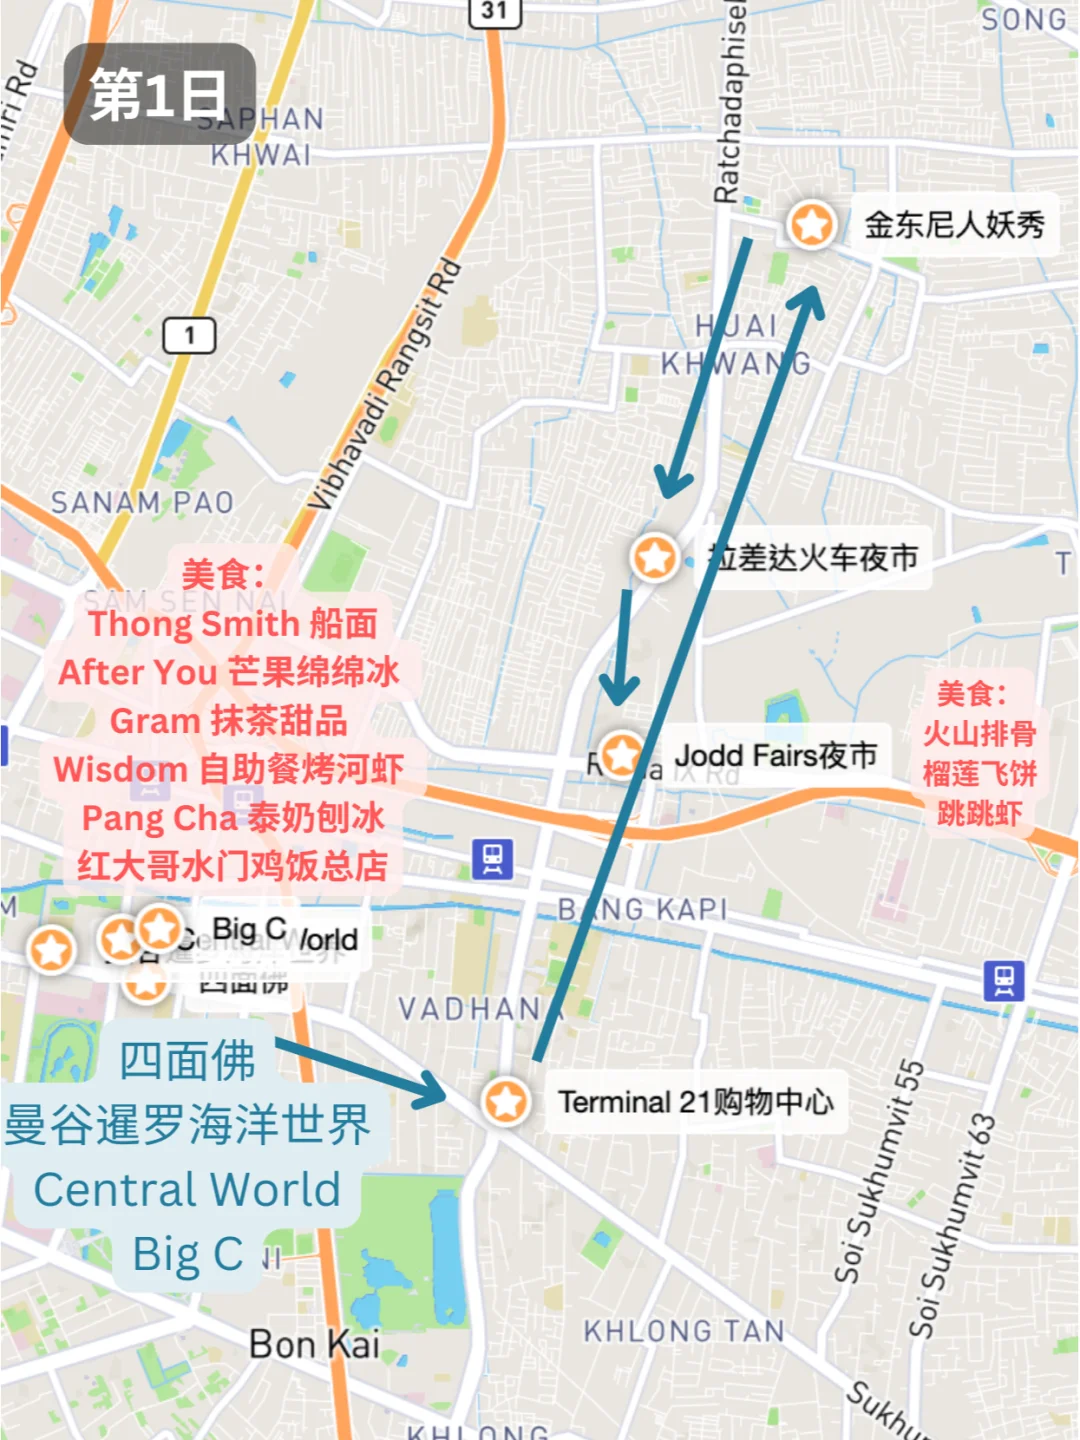 31
SONG
第1日
SAPHAN
KHWAI
Ratchadaphisek
金东尼人妖秀
1
HUAI
KHWANG
Vibhavadi Rangsit Rd
SANAM PAO
拉差达火车夜市
美食：
SAM SEN NAI
Thong Smith 船面
After You 芒果绵绵冰
Gram 抹茶甜品
Wisdom 自助餐烤河虾
Pang Cha 泰奶刨冰
红大哥水门鸡饭总店
美食：
火山排骨
榴莲飞饼
跳跳虾
Jodd Fairs夜市
IX Rd
BANG KAPI
Big C
Central World
四面佛
VADHANA
四面佛
曼谷暹罗海洋世界
Central World
Big C
Terminal 21购物中心
Soi Sukhumvit 55
Soi Sukhumvit 63
Bon Kai
KHLONG TAN
Sukhum
KHLONG